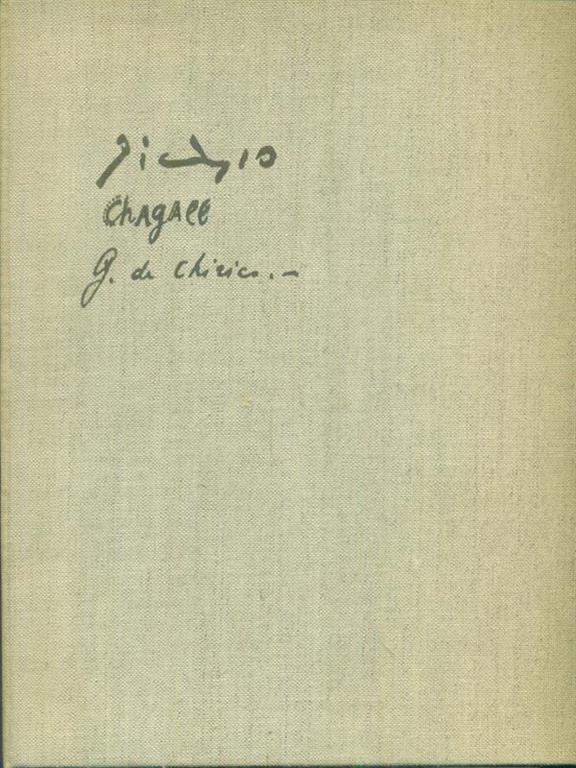 Picasso
Chagall
G. de Chirico.-